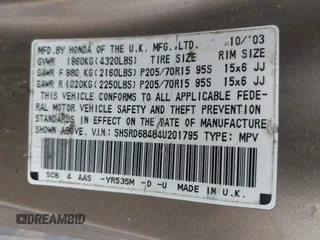 MFD.BY HONDA OF THE U.K. MFG.,LTD. 10/'03
GVWR 1960KG(4320LBS) TIRE SIZE RIM SIZE
GAWR F 980 KG(2160LBS) P205/70R15 95S 15x6 JJ
GAWR R 1020KG(2250LBS) P205/70R15 95S 15x6 JJ
THIS VEHICLE CONFORMS TO ALL APPLICABLE FEDE-
RAL MOTOR VEHICLE SAFETY AND THEFT PREVENTION
STANDARDS IN EFFECT ON THE DATE OF MANUFACTURE
SHOWN ABOVE. V.I.N: SHSRD68484U201795 TYPE: MPV
SCB 4 AA5 -YR535M -D -U MADE IN U.K.
DREAMBID